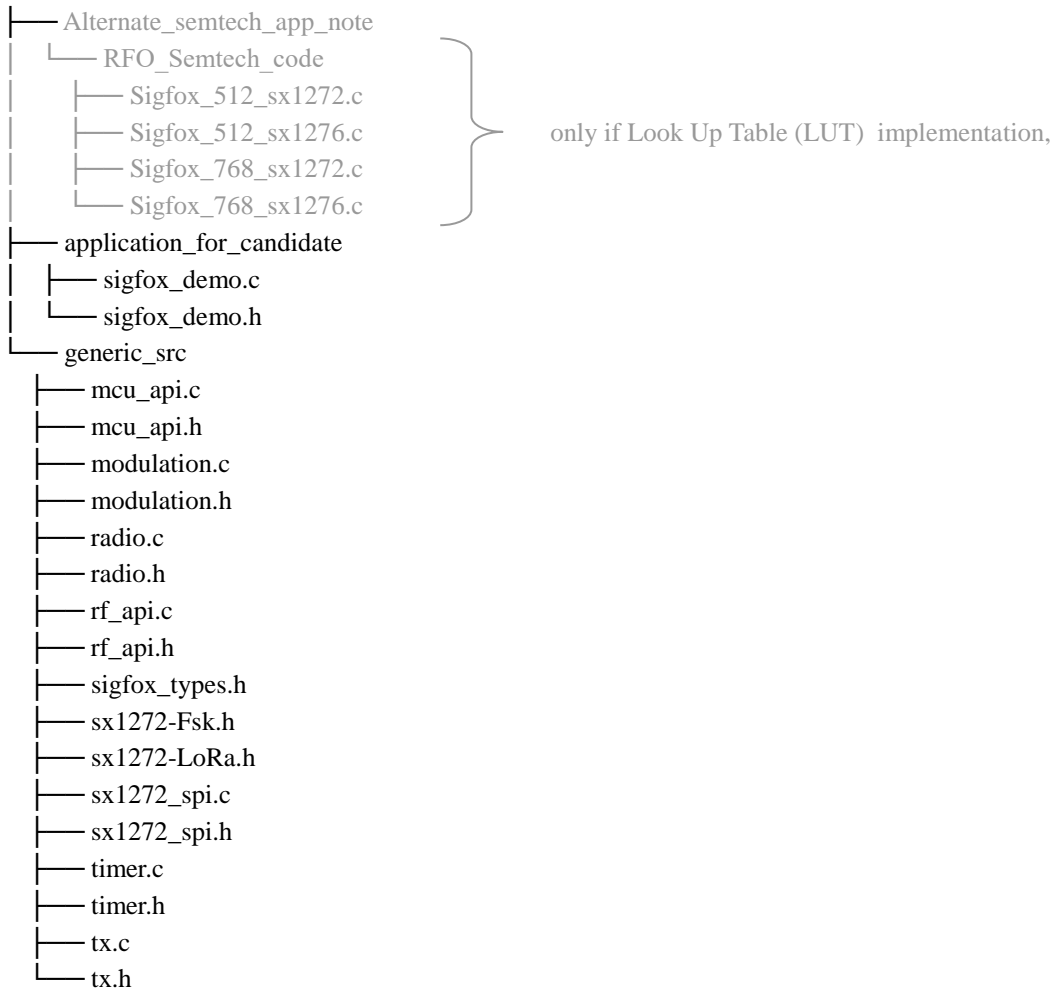 ├── Alternate_semtech_app_note
│   └── RFO_Semtech_code
│       ├── Sigfox_512_sx1272.c
│       ├── Sigfox_512_sx1276.c
│       ├── Sigfox_768_sx1272.c
│       └── Sigfox_768_sx1276.c
only if Look Up Table (LUT)  implementation,
├── application_for_candidate
│   ├── sigfox_demo.c
│   └── sigfox_demo.h
└── generic_src
    ├── mcu_api.c
    ├── mcu_api.h
    ├── modulation.c
    ├── modulation.h
    ├── radio.c
    ├── radio.h
    ├── rf_api.c
    ├── rf_api.h
    ├── sigfox_types.h
    ├── sx1272-Fsk.h
    ├── sx1272-LoRa.h
    ├── sx1272_spi.c
    ├── sx1272_spi.h
    ├── timer.c
    ├── timer.h
    ├── tx.c
    └── tx.h